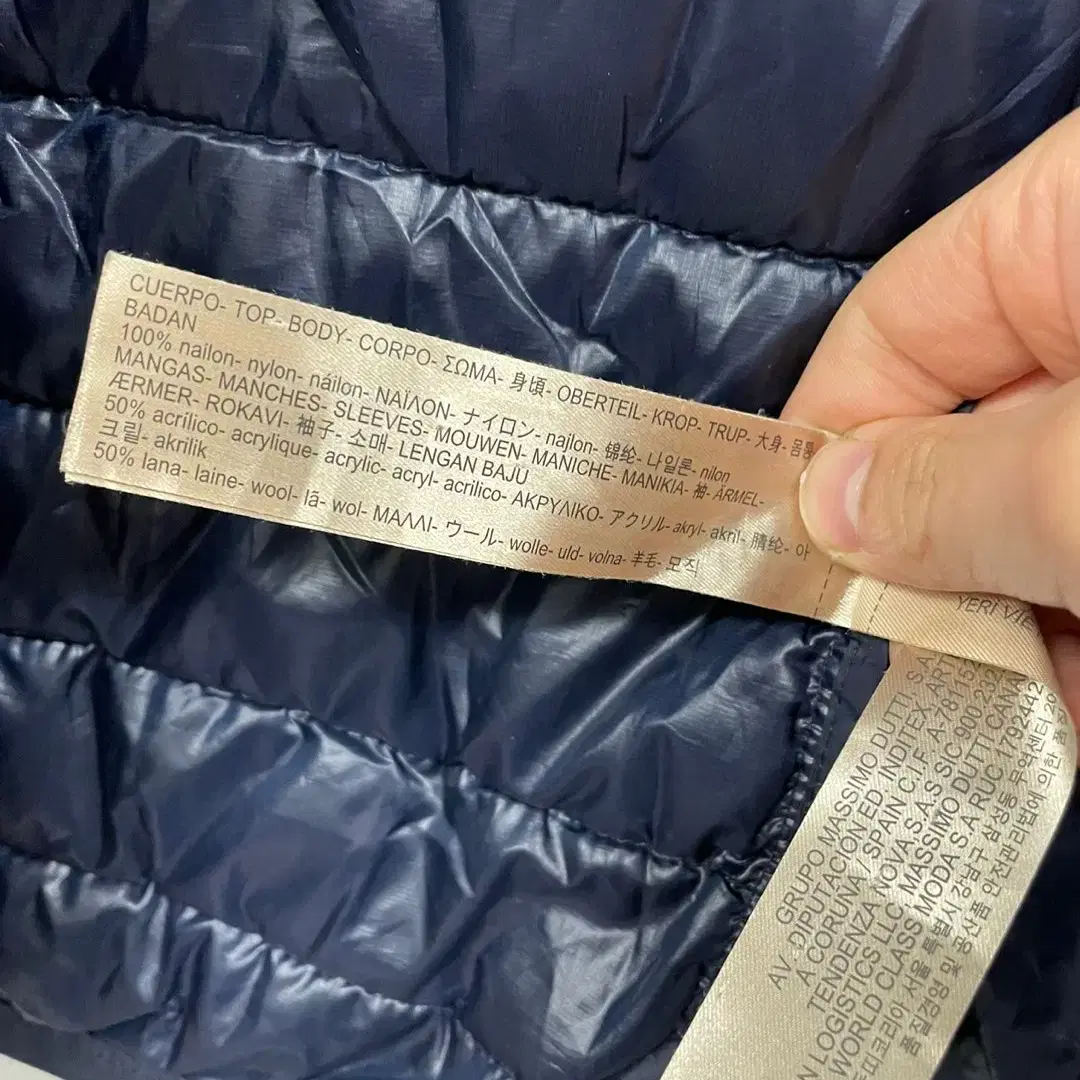 CUERPO- TOP- BODY- CORPO- ΣΩΜΑ- 身頃- OBERTEIL- KROP- TRUP- 大身- 몸통
BADAN
100% nailon- nylon- náilon- ΝΑΪΛΟΝ- ナイロン- najlon- 锦纶- 나일론- nilon
MANGAS- MANCHES- SLEEVES- MOUWEN- MANICHE- ΜΑΝΙΚΙΑ- 袖- ÄRMEL-
ÆRMER- ROKAVI- 袖子- 소매- LENGAN BAJU
50% acrílico- acrylique- acrylic- acryl- acrilico- ΑΚΡΥΛΙΚΟ- アクリル- akryl- akril- 腈纶- 아
크릴- akrilik
50% lana- laine- wool- lã- wol- ΜΑΛΛΙ- ウール- wolle- uld- volna- 羊毛- 모직
YERI
GRUPO MASSIMO DUTTI, S.A.
AV. DIPUTACION ED INDITEX ARTE
A CORUNA SPAIN C.I.F. A-78115
TENDENZA NOVA S.A.S. SIC 900
LOGISTICS LLC MASSIMO DUTTI
WORLD CLASS MODA S A RUC 1792442